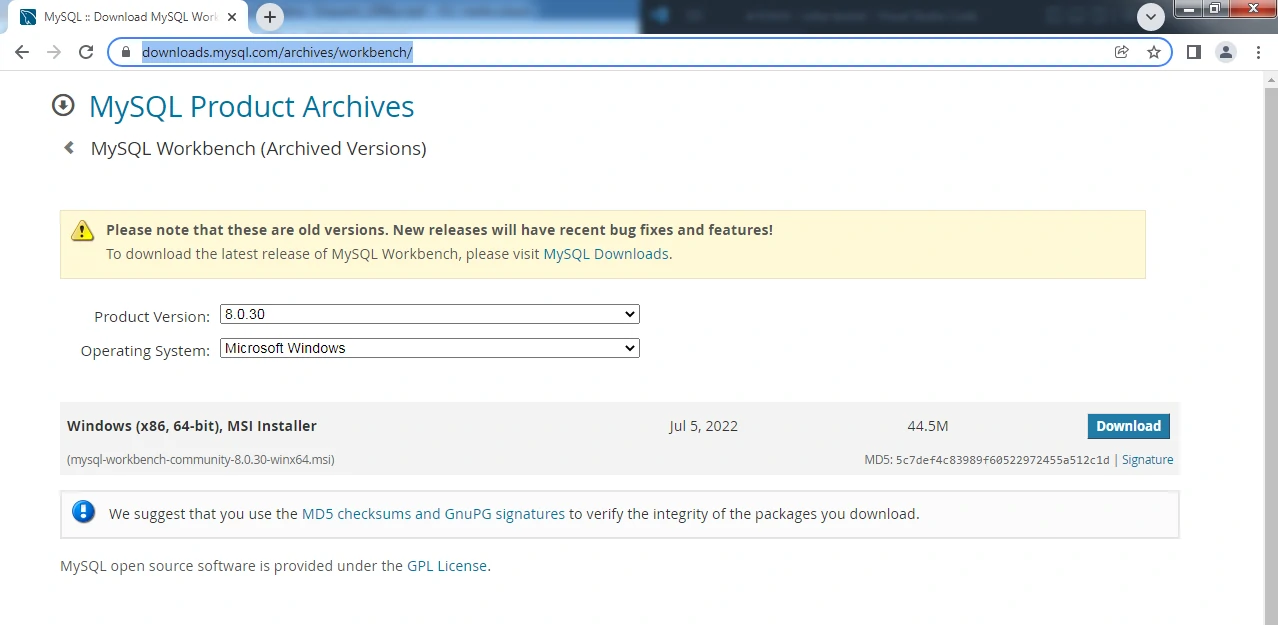 MySQL :: Download MySQL Work
downloads.mysql.com/archives/workbench/
MySQL Product Archives
MySQL Workbench (Archived Versions)
Please note that these are old versions. New releases will have recent bug fixes and features!
To download the latest release of MySQL Workbench, please visit MySQL Downloads.
Product Version: 8.0.30
Operating System: Microsoft Windows
Windows (x86, 64-bit), MSI Installer Jul 5, 2022 44.5M Download
(mysql-workbench-community-8.0.30-winx64.msi) MD5: 5c7def4c83989f60522972455a512c1d | Signature
We suggest that you use the MD5 checksums and GnuPG signatures to verify the integrity of the packages you download.
MySQL open source software is provided under the GPL License.